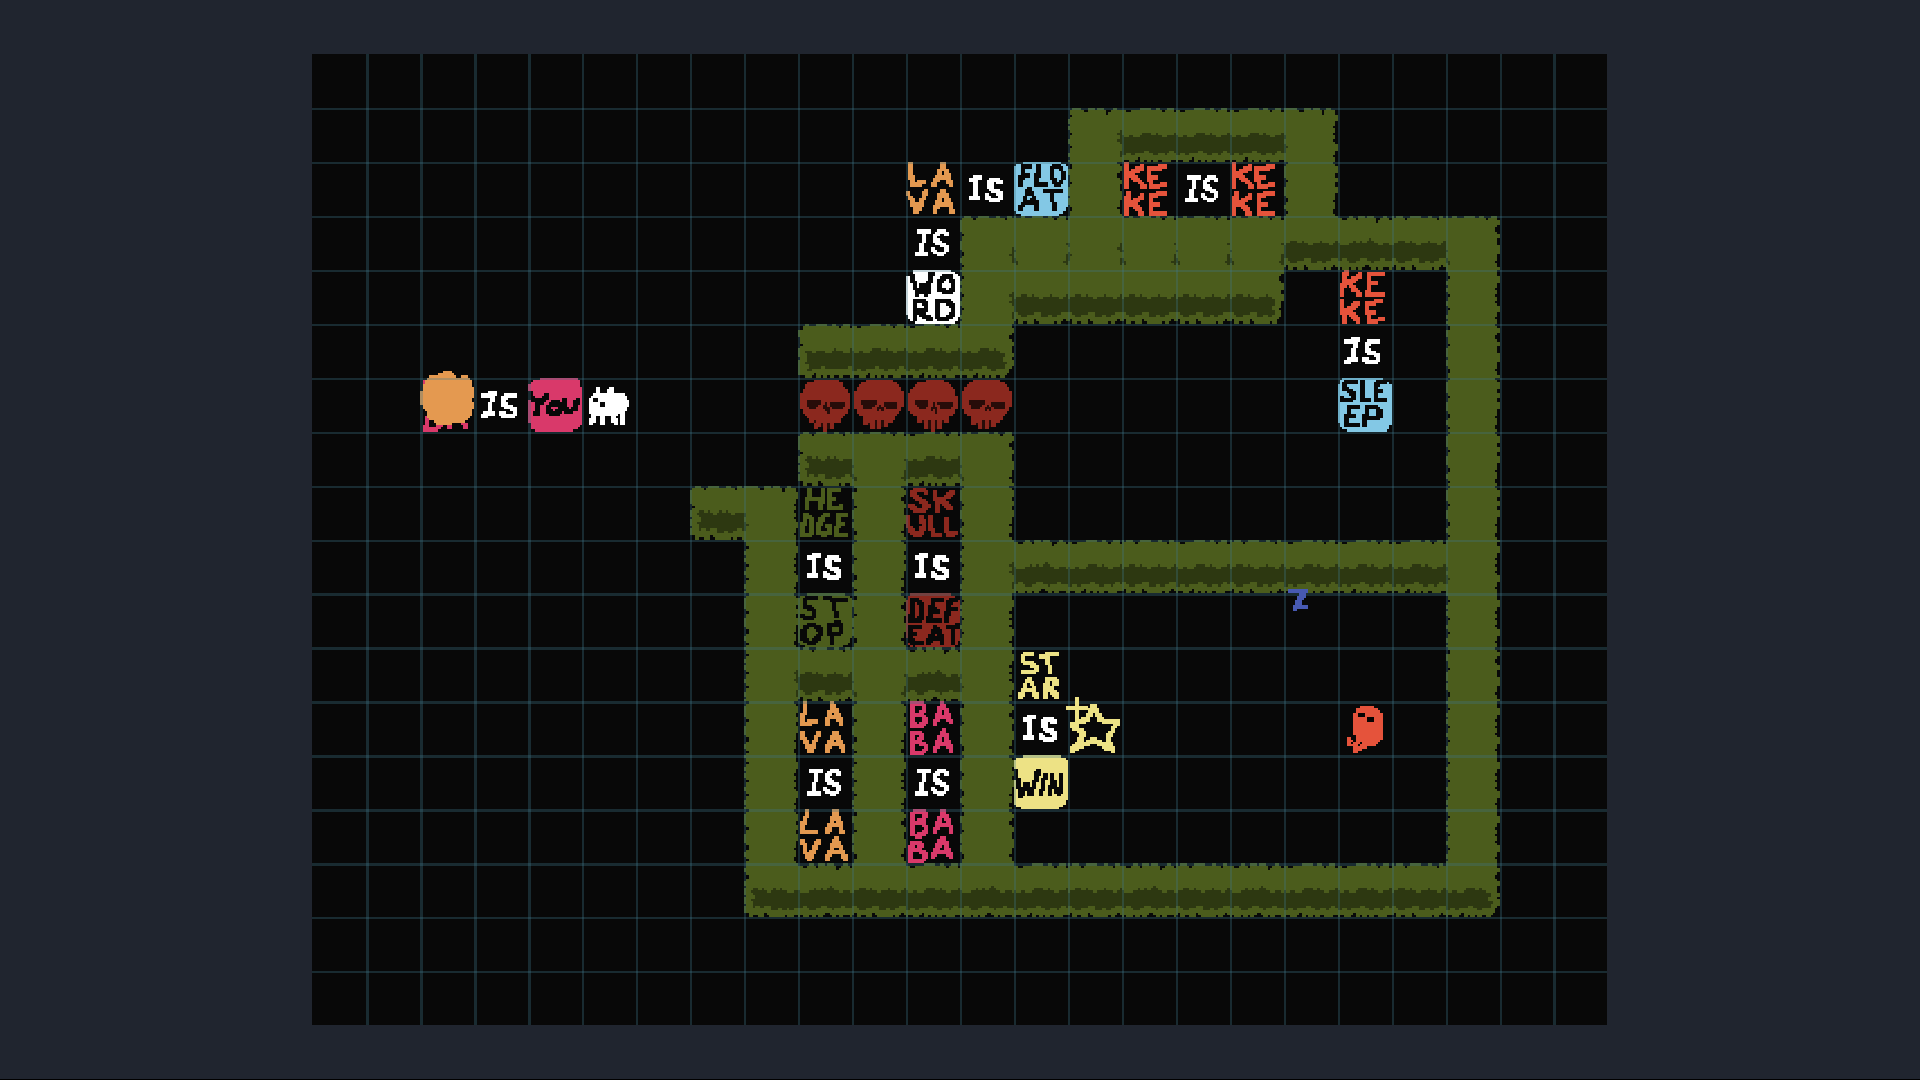 LAVA IS FLOAT
KEKE IS KEKE
IS
WORD
KEKE
IS
SLEEP
IS YOU
HEDGE
IS
STOP
SKULL
IS
DEFEAT
Z
STAR
IS
WIN
LAVA
IS
LAVA
BABA
IS
BABA